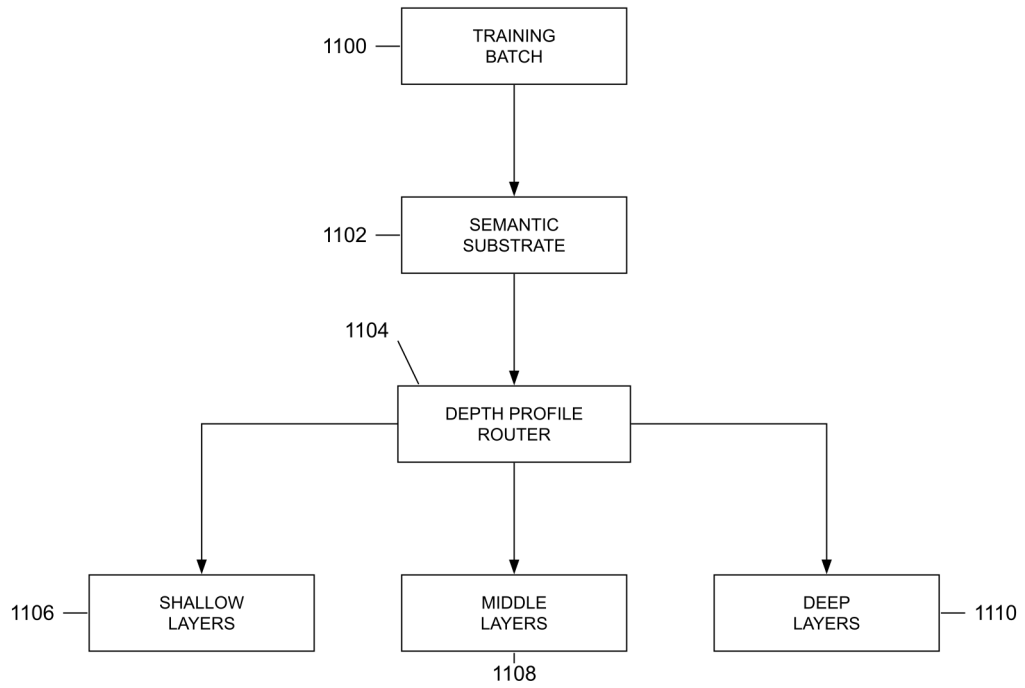 1100
TRAINING
BATCH
1102
SEMANTIC
SUBSTRATE
1104
DEPTH PROFILE
ROUTER
1106
SHALLOW
LAYERS
MIDDLE
LAYERS
1108
DEEP
LAYERS
1110